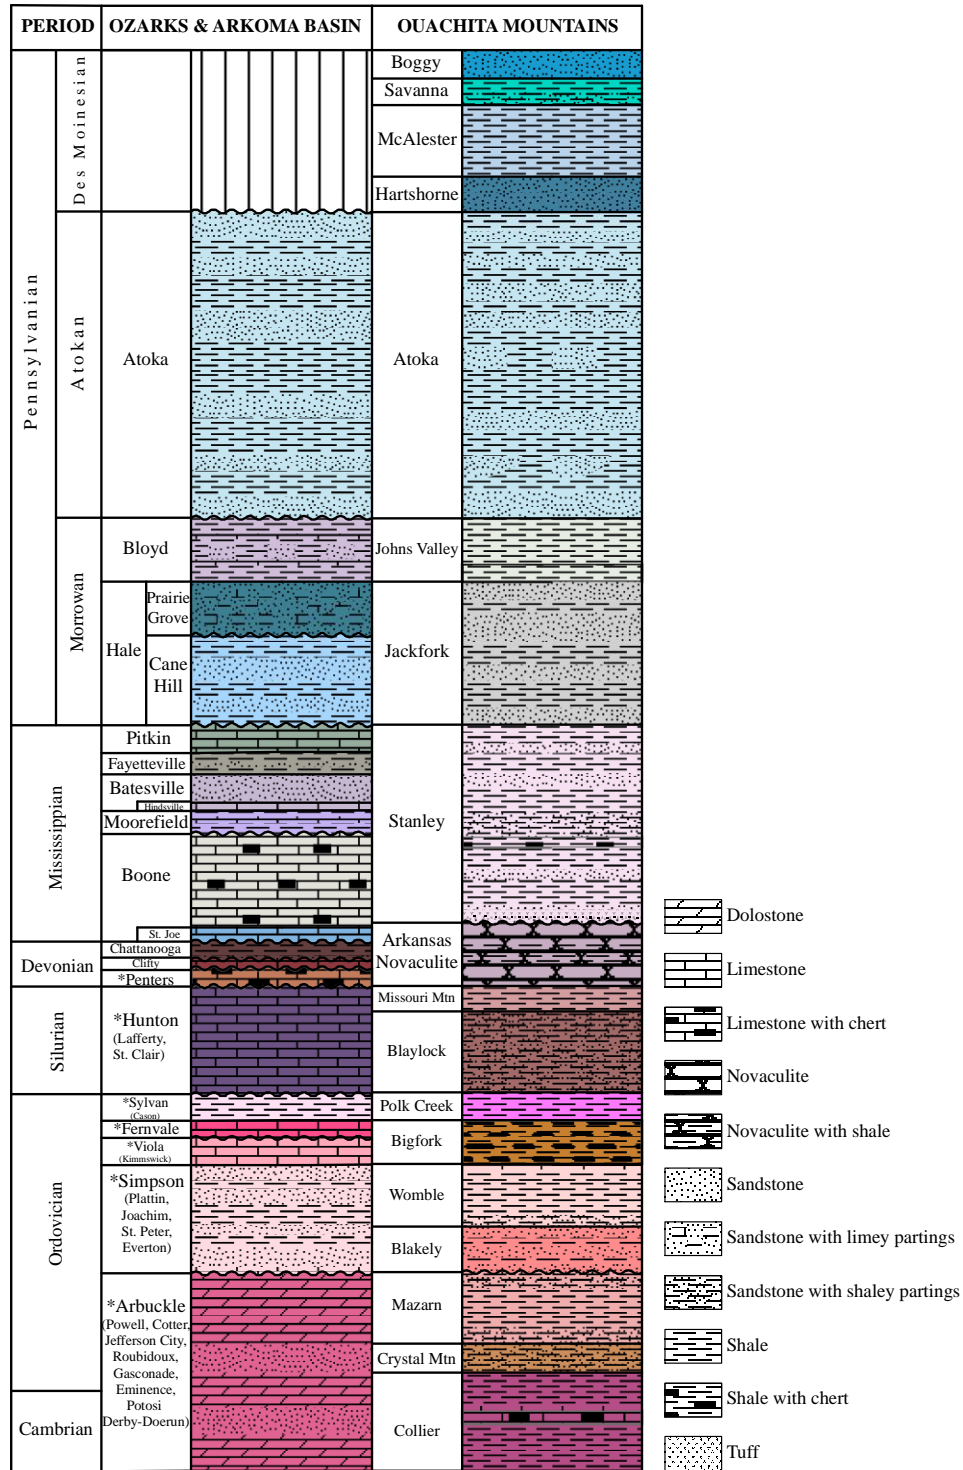 PERIOD
OZARKS & ARKOMA BASIN
OUACHITA MOUNTAINS
Pennsylvanian
Des Moinesian
Atokan
Morrowan
Mississippian
Devonian
Silurian
Ordovician
Cambrian
Atoka
Bloyd
Hale
Prairie
Grove
Cane
Hill
Pitkin
Fayetteville
Batesville
Hindsville
Moorefield
Boone
St. Joe
Chattanooga
Clifty
*Penters
*Hunton
(Lafferty,
St. Clair)
*Sylvan
(Cason)
*Fernvale
*Viola
(Kimmswick)
*Simpson
(Plattin,
Joachim,
St. Peter,
Everton)
*Arbuckle
(Powell, Cotter,
Jefferson City,
Roubidoux,
Gasconade,
Eminence,
Potosi
Derby-Doerun)
Boggy
Savanna
McAlester
Hartshorne
Atoka
Johns Valley
Jackfork
Stanley
Arkansas
Novaculite
Missouri Mtn
Blaylock
Polk Creek
Bigfork
Womble
Blakely
Mazarn
Crystal Mtn
Collier
Dolostone
Limestone
Limestone with chert
Novaculite
Novaculite with shale
Sandstone
Sandstone with limey partings
Sandstone with shaley partings
Shale
Shale with chert
Tuff